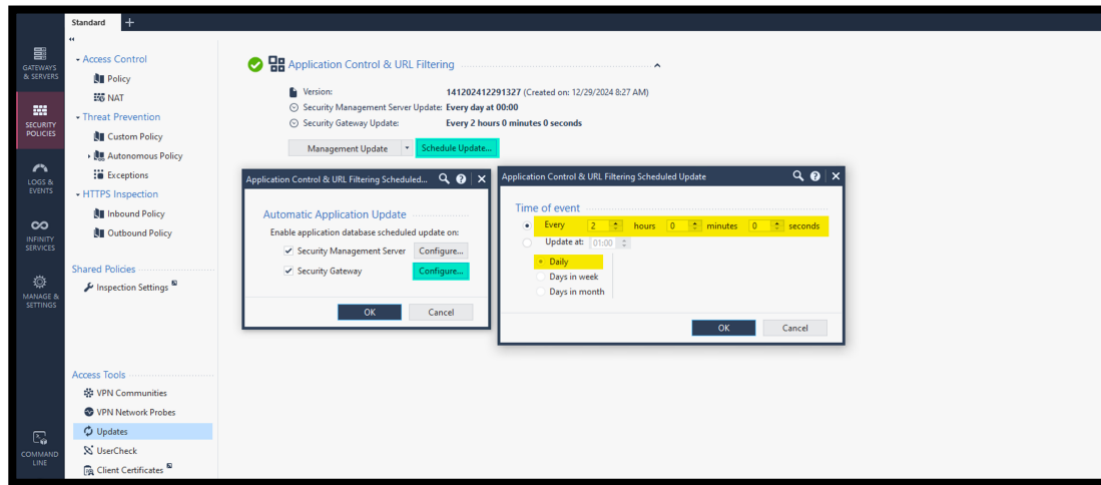 Standard
+
GATEWAYS
& SERVERS
SECURITY
POLICIES
LOGS &
EVENTS
INFINITY
SERVICES
MANAGE &
SETTINGS
COMMAND
LINE
Access Control
Policy
NAT
Threat Prevention
Custom Policy
Autonomous Policy
Exceptions
HTTPS Inspection
Inbound Policy
Outbound Policy
Shared Policies
Inspection Settings
Access Tools
VPN Communities
VPN Network Probes
Updates
UserCheck
Client Certificates
Application Control & URL Filtering
Version: 141202412291327 (Created on: 12/29/2024 8:27 AM)
Security Management Server Update: Every day at 00:00
Security Gateway Update: Every 2 hours 0 minutes 0 seconds
Management Update Schedule Update...
Application Control & URL Filtering Scheduled...
Automatic Application Update
Enable application database scheduled update on:
Security Management Server Configure...
Security Gateway Configure...
OK Cancel
Application Control & URL Filtering Scheduled Update
Time of event
Every 2 hours 0 minutes 0 seconds
Update at: 01:00
Daily
Days in week
Days in month
OK Cancel